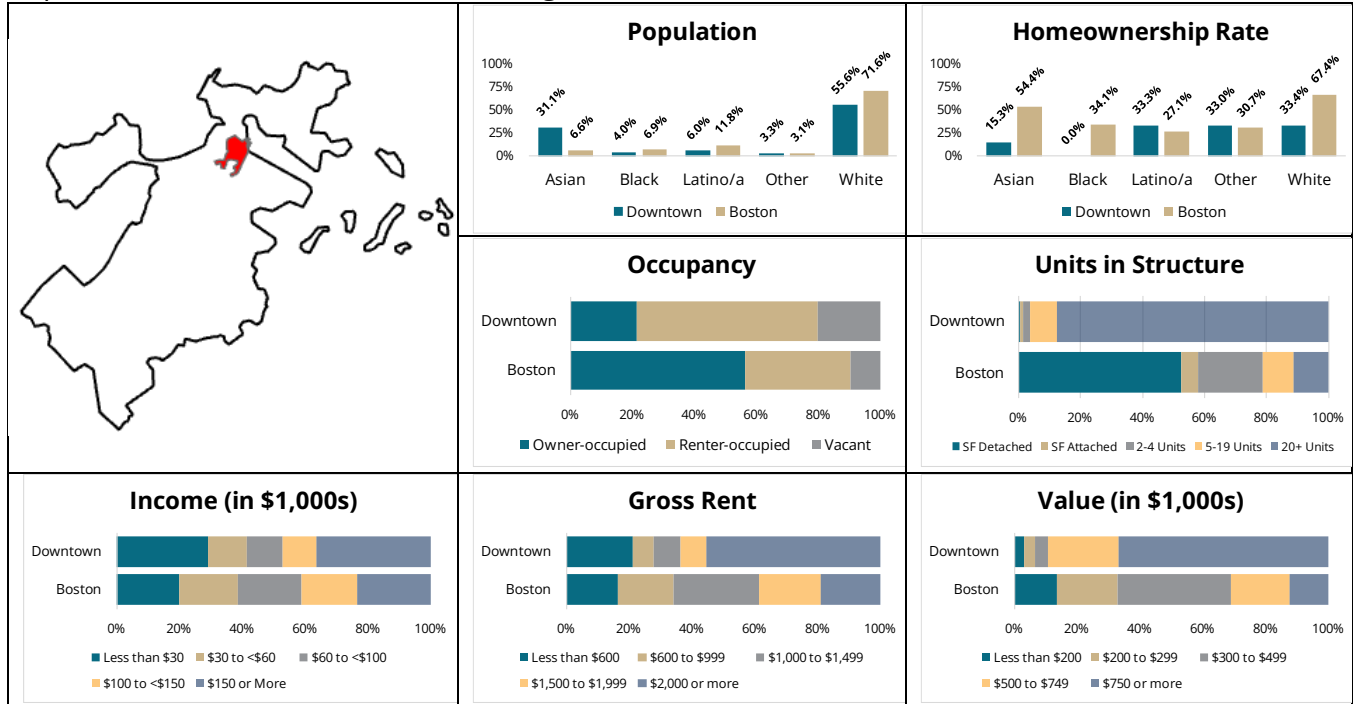 Population
100%
75%
50%
25%
0%
31.1%
6.6%
4.0%
6.9%
6.0%
11.8%
3.3%
3.1%
55.6%
71.6%
Asian Black Latino/a Other White
Downtown Boston
Homeownership Rate
100%
75%
50%
25%
0%
15.3%
54.4%
0.0%
34.1%
33.3%
27.1%
33.0%
30.7%
33.4%
67.4%
Asian Black Latino/a Other White
Downtown Boston
Occupancy
Downtown
Boston
0% 20% 40% 60% 80% 100%
Owner-occupied Renter-occupied Vacant
Units in Structure
Downtown
Boston
0% 20% 40% 60% 80% 100%
SF Detached SF Attached 2-4 Units 5-19 Units 20+ Units
Income (in $1,000s)
Downtown
Boston
0% 20% 40% 60% 80% 100%
Less than $30 $30 to <$60 $60 to <$100
$100 to <$150 $150 or More
Gross Rent
Downtown
Boston
0% 20% 40% 60% 80% 100%
Less than $600 $600 to $999 $1,000 to $1,499
$1,500 to $1,999 $2,000 or more
Value (in $1,000s)
Downtown
Boston
0% 20% 40% 60% 80% 100%
Less than $200 $200 to $299 $300 to $499
$500 to $749 $750 or more